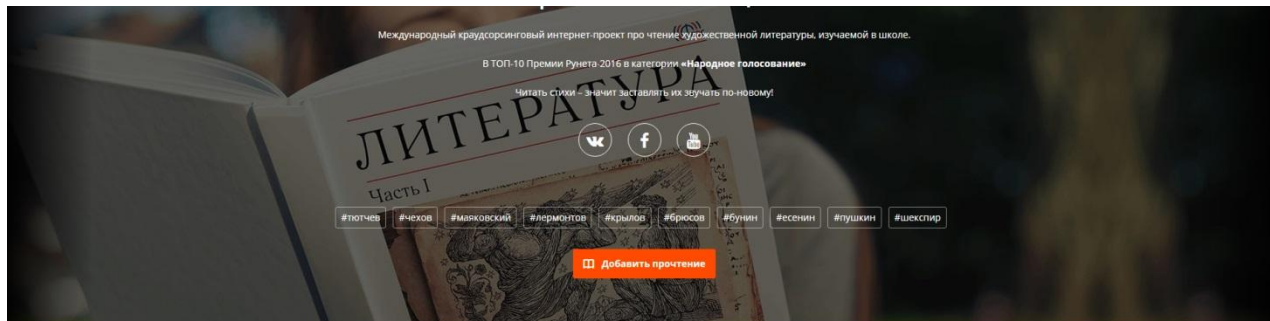 Международный краудсорсинговый интернет-проект про чтение художественной литературы, изучаемой в школе.
В ТОП-10 Премии Рунета-2016 в категории «Народное голосование»
Читать стихи – значит заставлять их звучать по-новому!
ЛИТЕРАТУРА
Часть I
You Tube
#тютчев #чехов #маяковский #лермонтов #крылов #брюсов #бунин #есенин #пушкин #шекспир
Добавить прочтение